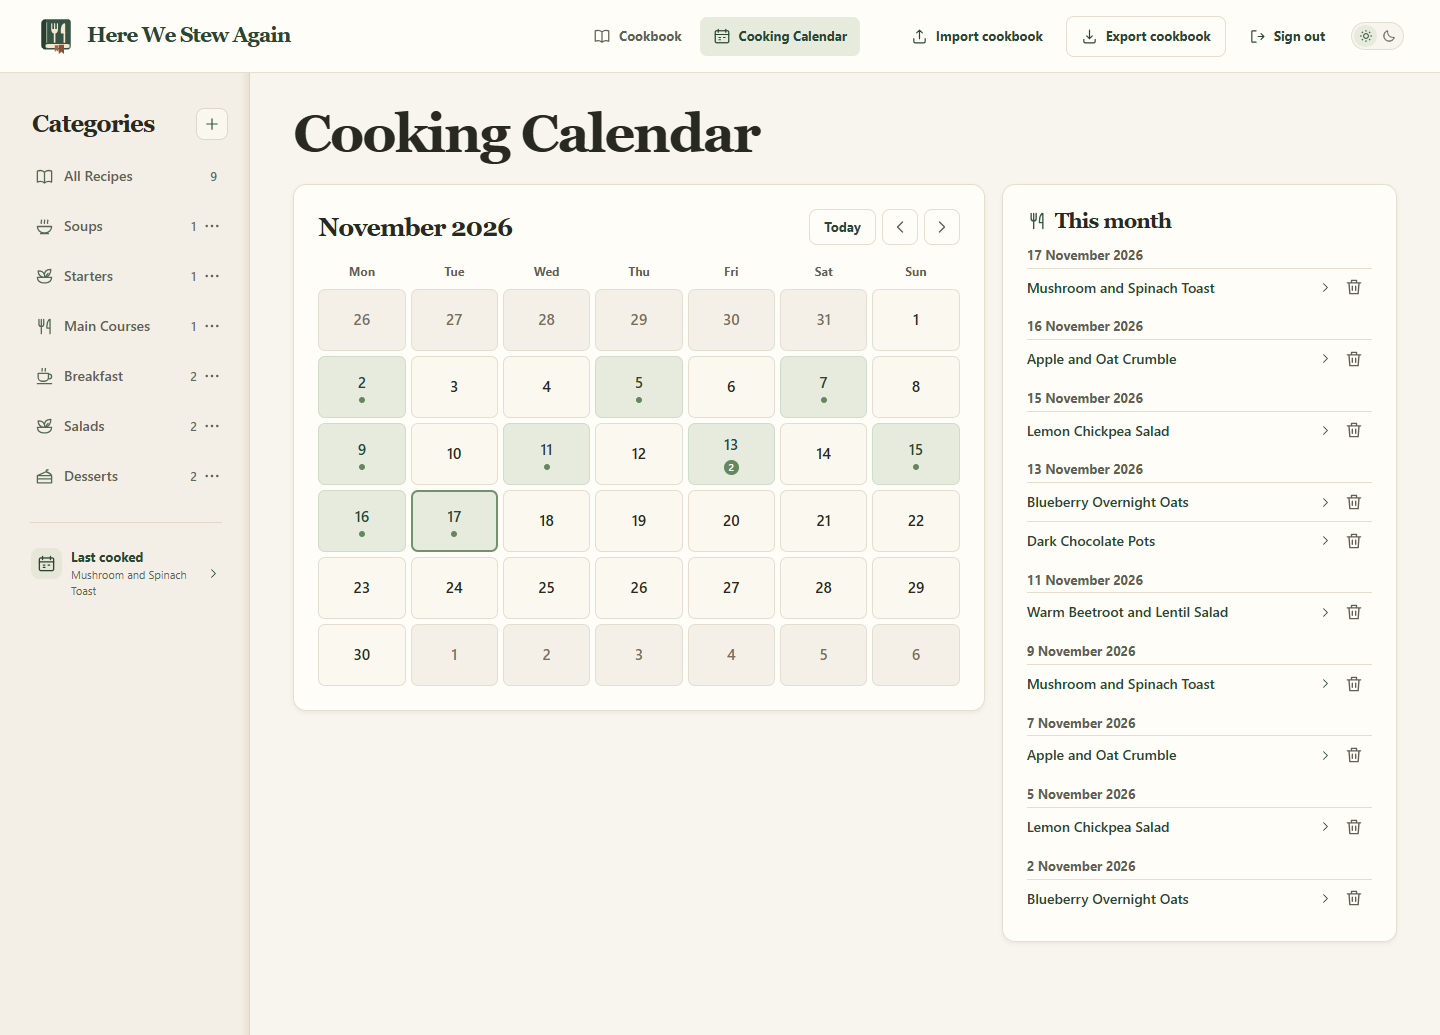 Here We Stew Again
Cookbook
Cooking Calendar
Import cookbook
Export cookbook
Sign out
Categories
All Recipes 9
Soups 1
Starters 1
Main Courses 1
Breakfast 2
Salads 2
Desserts 2
Last cooked
Mushroom and Spinach
Toast
Cooking Calendar
November 2026
Today
Mon Tue Wed Thu Fri Sat Sun
26 27 28 29 30 31 1
2 3 4 5 6 7 8
9 10 11 12 13 14 15
2
16 17 18 19 20 21 22
23 24 25 26 27 28 29
30 1 2 3 4 5 6
This month
17 November 2026
Mushroom and Spinach Toast
16 November 2026
Apple and Oat Crumble
15 November 2026
Lemon Chickpea Salad
13 November 2026
Blueberry Overnight Oats
Dark Chocolate Pots
11 November 2026
Warm Beetroot and Lentil Salad
9 November 2026
Mushroom and Spinach Toast
7 November 2026
Apple and Oat Crumble
5 November 2026
Lemon Chickpea Salad
2 November 2026
Blueberry Overnight Oats